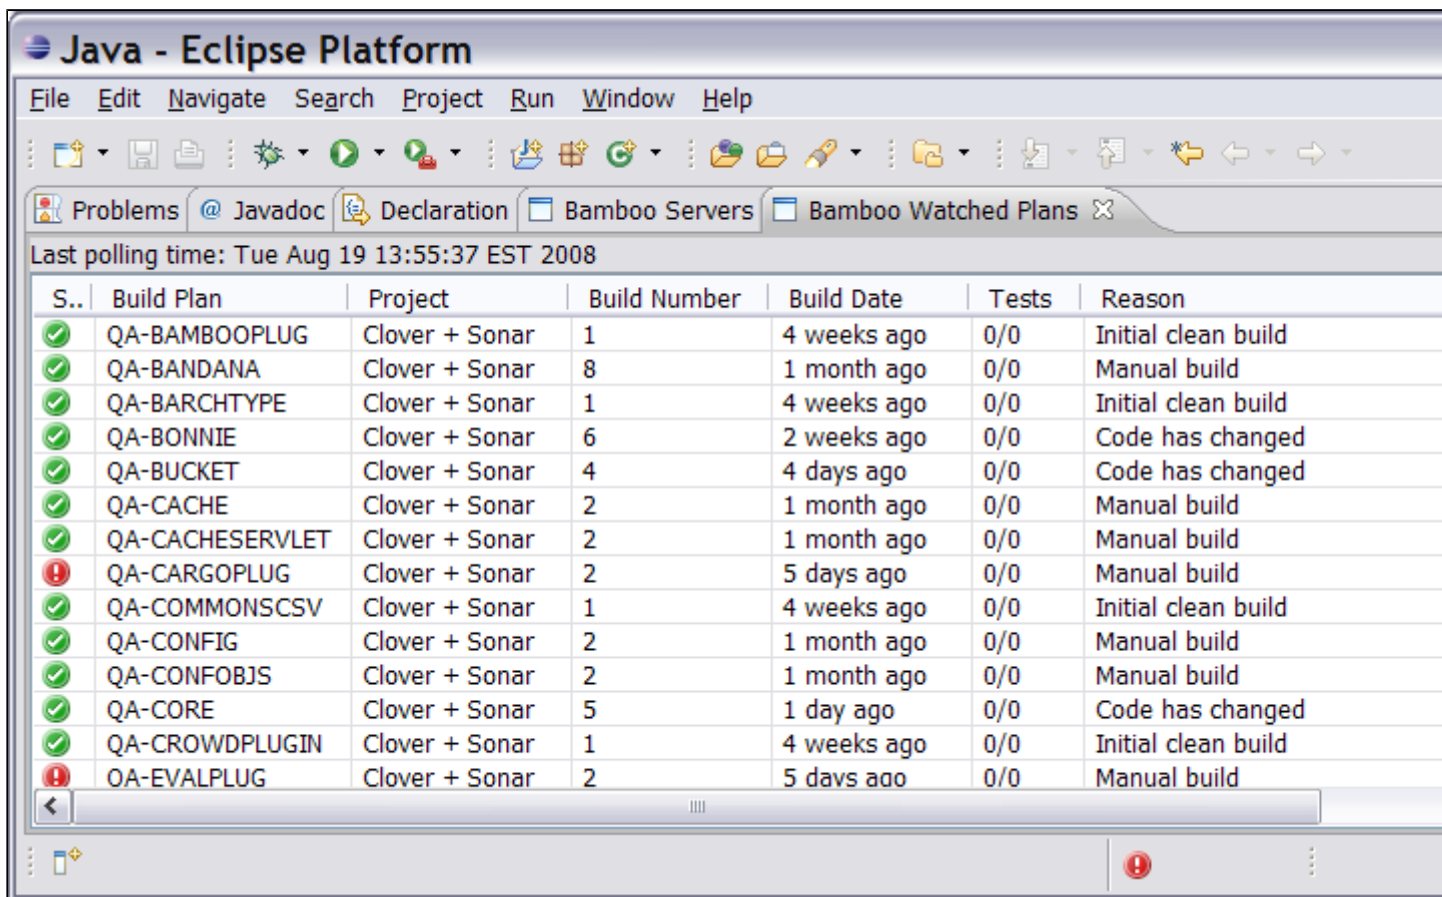 Java - Eclipse Platform
File Edit Navigate Search Project Run Window Help
Problems @ Javadoc Declaration Bamboo Servers Bamboo Watched Plans
Last polling time: Tue Aug 19 13:55:37 EST 2008
S.. Build Plan Project Build Number Build Date Tests Reason
QA-BAMBOOPLUG Clover + Sonar 1 4 weeks ago 0/0 Initial clean build
QA-BANDANA Clover + Sonar 8 1 month ago 0/0 Manual build
QA-BARCHTYPE Clover + Sonar 1 4 weeks ago 0/0 Initial clean build
QA-BONNIE Clover + Sonar 6 2 weeks ago 0/0 Code has changed
QA-BUCKET Clover + Sonar 4 4 days ago 0/0 Code has changed
QA-CACHE Clover + Sonar 2 1 month ago 0/0 Manual build
QA-CACHESERVLET Clover + Sonar 2 1 month ago 0/0 Manual build
QA-CARGOPLUG Clover + Sonar 2 5 days ago 0/0 Manual build
QA-COMMONSCSV Clover + Sonar 1 4 weeks ago 0/0 Initial clean build
QA-CONFIG Clover + Sonar 2 1 month ago 0/0 Manual build
QA-CONFOBJS Clover + Sonar 2 1 month ago 0/0 Manual build
QA-CORE Clover + Sonar 5 1 day ago 0/0 Code has changed
QA-CROWDPLUGIN Clover + Sonar 1 4 weeks ago 0/0 Initial clean build
QA-EVALPLUG Clover + Sonar 2 5 days ago 0/0 Manual build